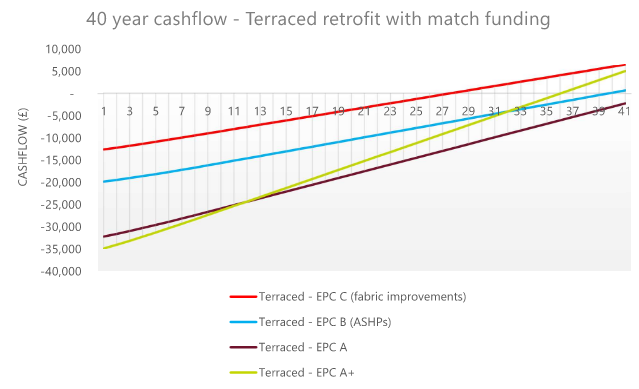 40 year cashflow - Terraced retrofit with match funding
10,000
5,000
-
-5,000
-10,000
-15,000
-20,000
-25,000
-30,000
-35,000
-40,000
CASHFLOW (£)
1 3 5 7 9 11 13 15 17 19 21 23 25 27 29 31 33 35 37 39 41
Terraced - EPC C (fabric improvements)
Terraced - EPC B (ASHPs)
Terraced - EPC A
Terraced - EPC A+